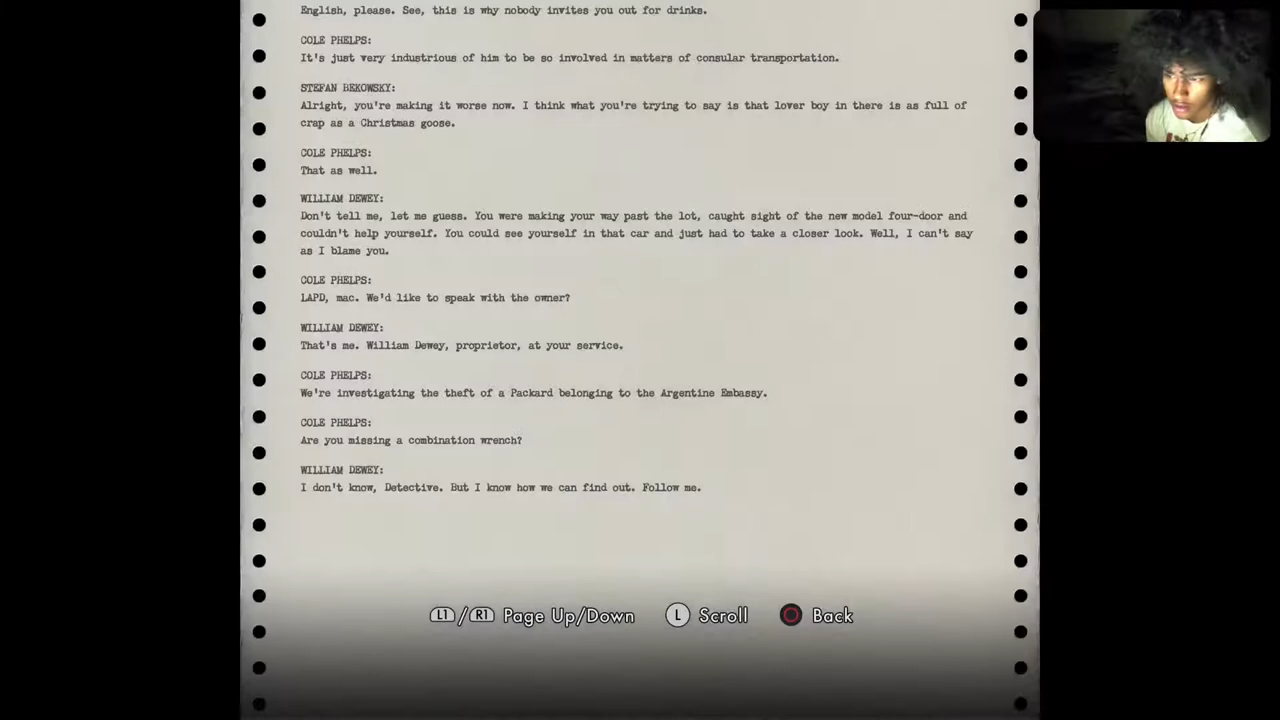 English, please. See, this is why nobody invites you out for drinks.
COLE PHELPS:
It's just very industrious of him to be so involved in matters of consular transportation.
STEFAN BEKOWSKY:
Alright, you're making it worse now. I think what you're trying to say is that lover boy in there is as full of
crap as a Christmas goose.
COLE PHELPS:
That as well.
WILLIAM DEWEY:
Don't tell me, let me guess. You were making your way past the lot, caught sight of the new model four-door and
couldn't help yourself. You could see yourself in that car and just had to take a closer look. Well, I can't say
as I blame you.
COLE PHELPS:
LAPD, mac. We'd like to speak with the owner?
WILLIAM DEWEY:
That's me. William Dewey, proprietor, at your service.
COLE PHELPS:
We're investigating the theft of a Packard belonging to the Argentine Embassy.
COLE PHELPS:
Are you missing a combination wrench?
WILLIAM DEWEY:
I don't know, Detective. But I know how we can find out. Follow me.
L1/R1 Page Up/Down L Scroll Back